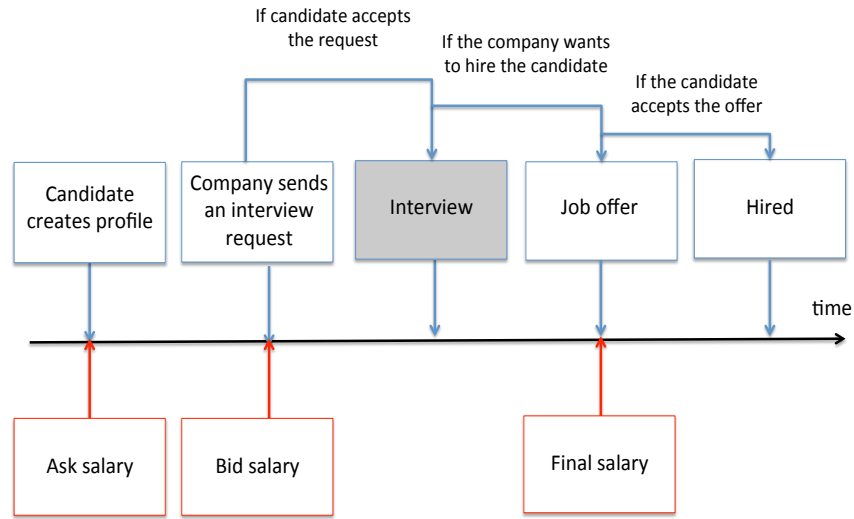 If candidate accepts
the request
If the company wants
to hire the candidate
If the candidate
accepts the offer
Candidate
creates profile
Company sends
an interview
request
Interview
Job offer
Hired
time
Ask salary
Bid salary
Final salary